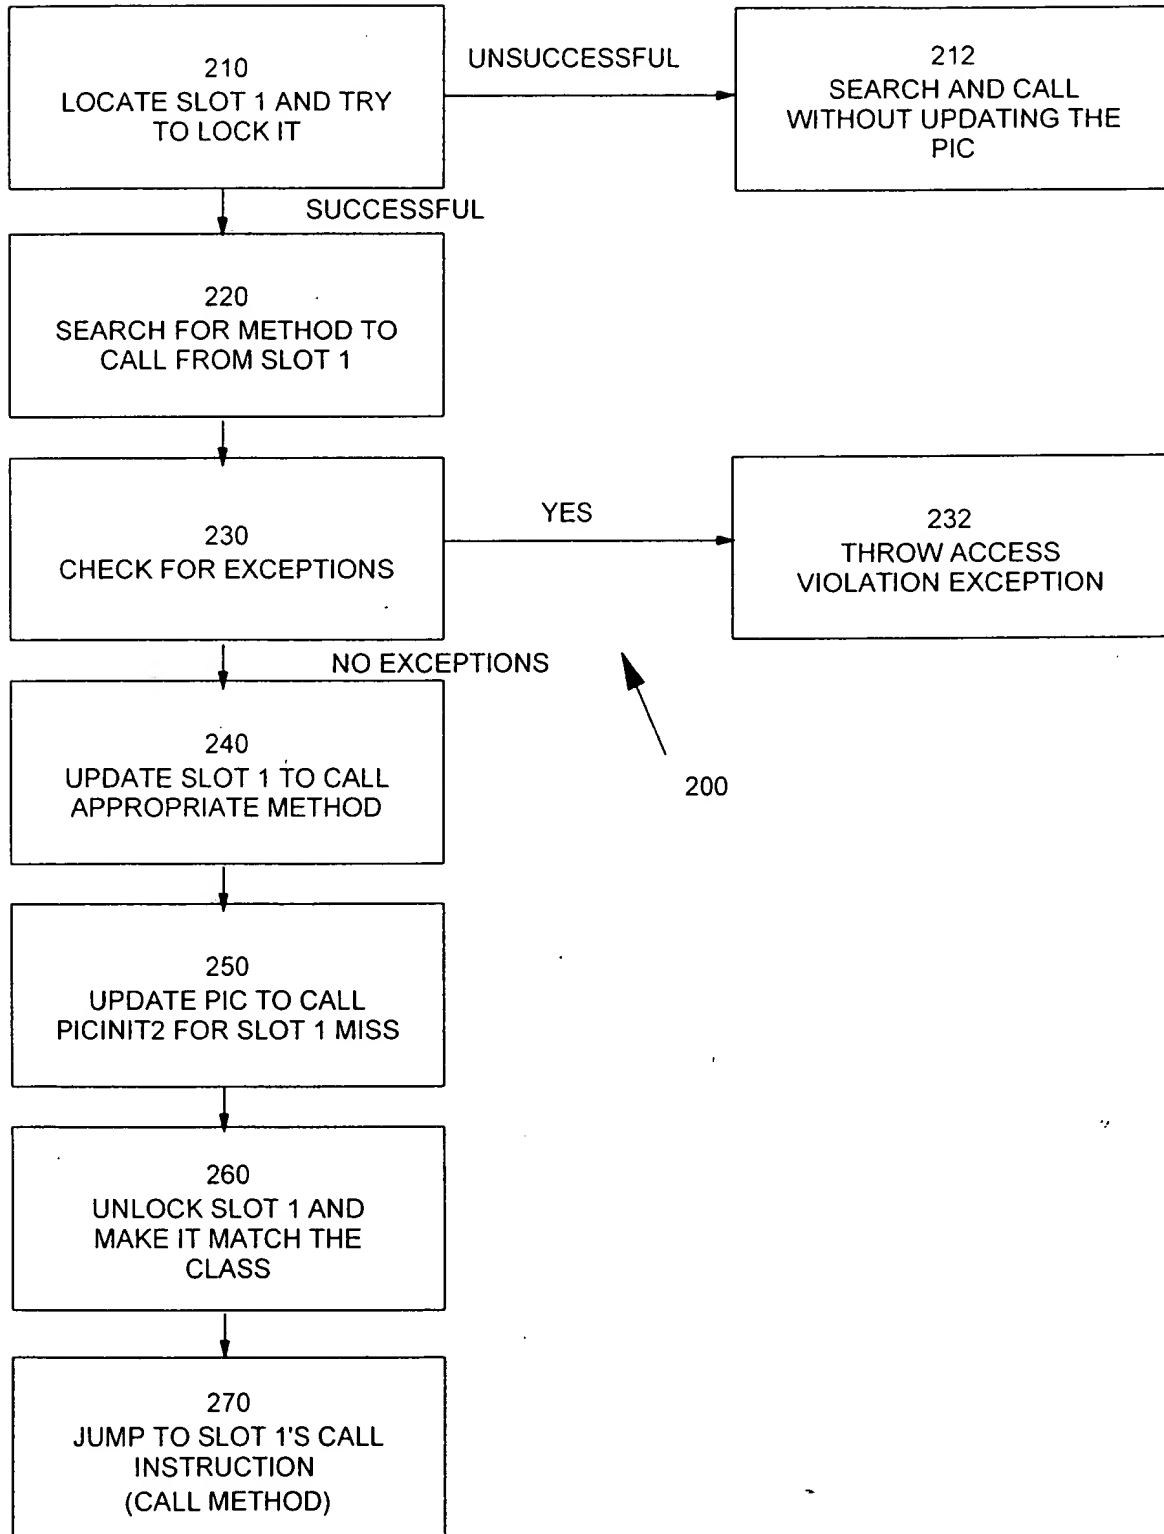 210
LOCATE SLOT 1 AND TRY
TO LOCK IT
UNSUCCESSFUL
212
SEARCH AND CALL
WITHOUT UPDATING THE
PIC
SUCCESSFUL
220
SEARCH FOR METHOD TO
CALL FROM SLOT 1
230
CHECK FOR EXCEPTIONS
YES
232
THROW ACCESS
VIOLATION EXCEPTION
NO EXCEPTIONS
240
UPDATE SLOT 1 TO CALL
APPROPRIATE METHOD
200
250
UPDATE PIC TO CALL
PICINIT2 FOR SLOT 1 MISS
260
UNLOCK SLOT 1 AND
MAKE IT MATCH THE
CLASS
270
JUMP TO SLOT 1'S CALL
INSTRUCTION
(CALL METHOD)